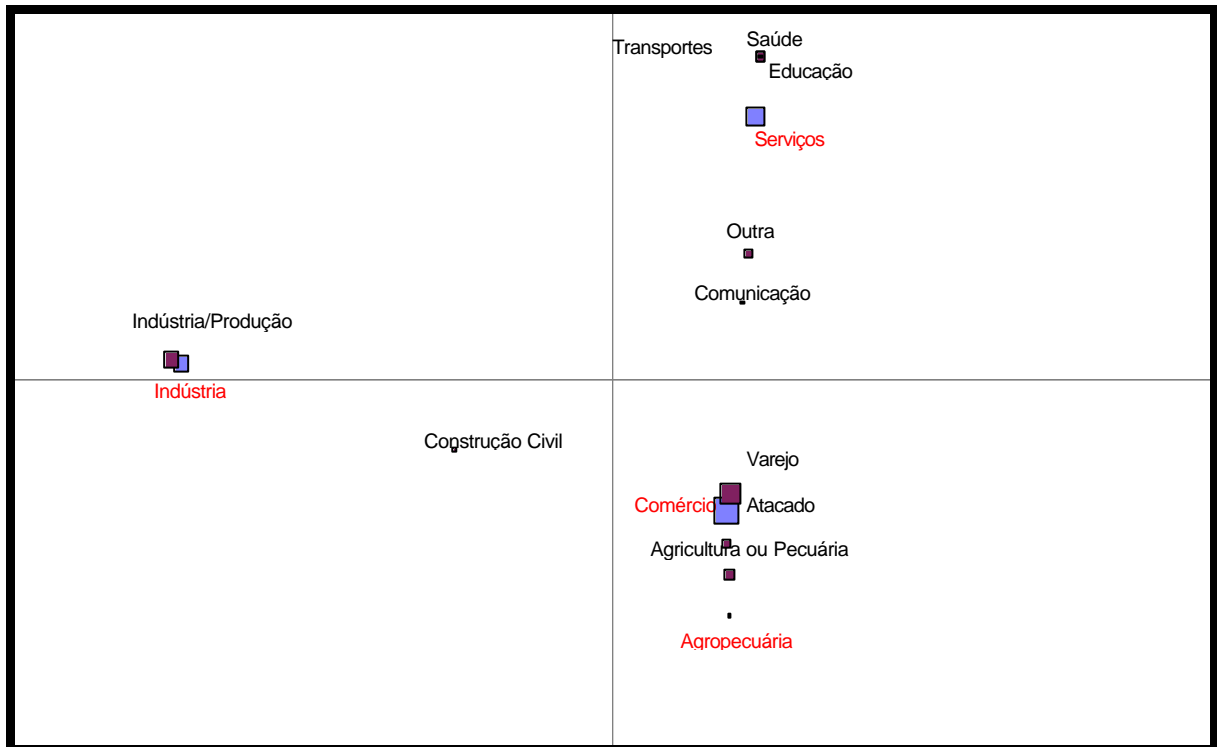 Saúde
Transportes
Educação
Serviços
Outra
Comunicação
Indústria/Produção
Indústria
Construção Civil
Varejo
Comércio
Atacado
Agricultura ou Pecuária
Agropecuária